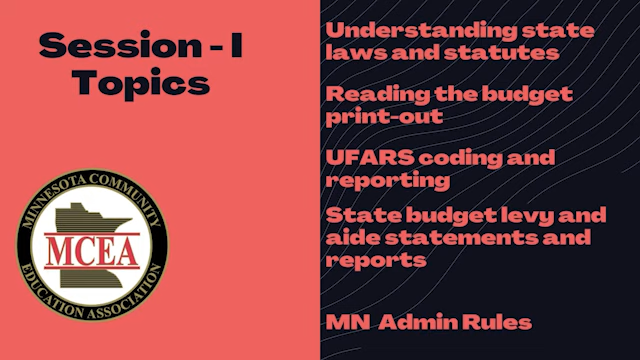 Session - I
Topics
MINNESOTA COMMUNITY
MCEA
EDUCATION ASSOCIATION
Understanding state
laws and statutes
Reading the budget
print-out
UFARS coding and
reporting
State budget levy and
aide statements and
reports
MN Admin Rules